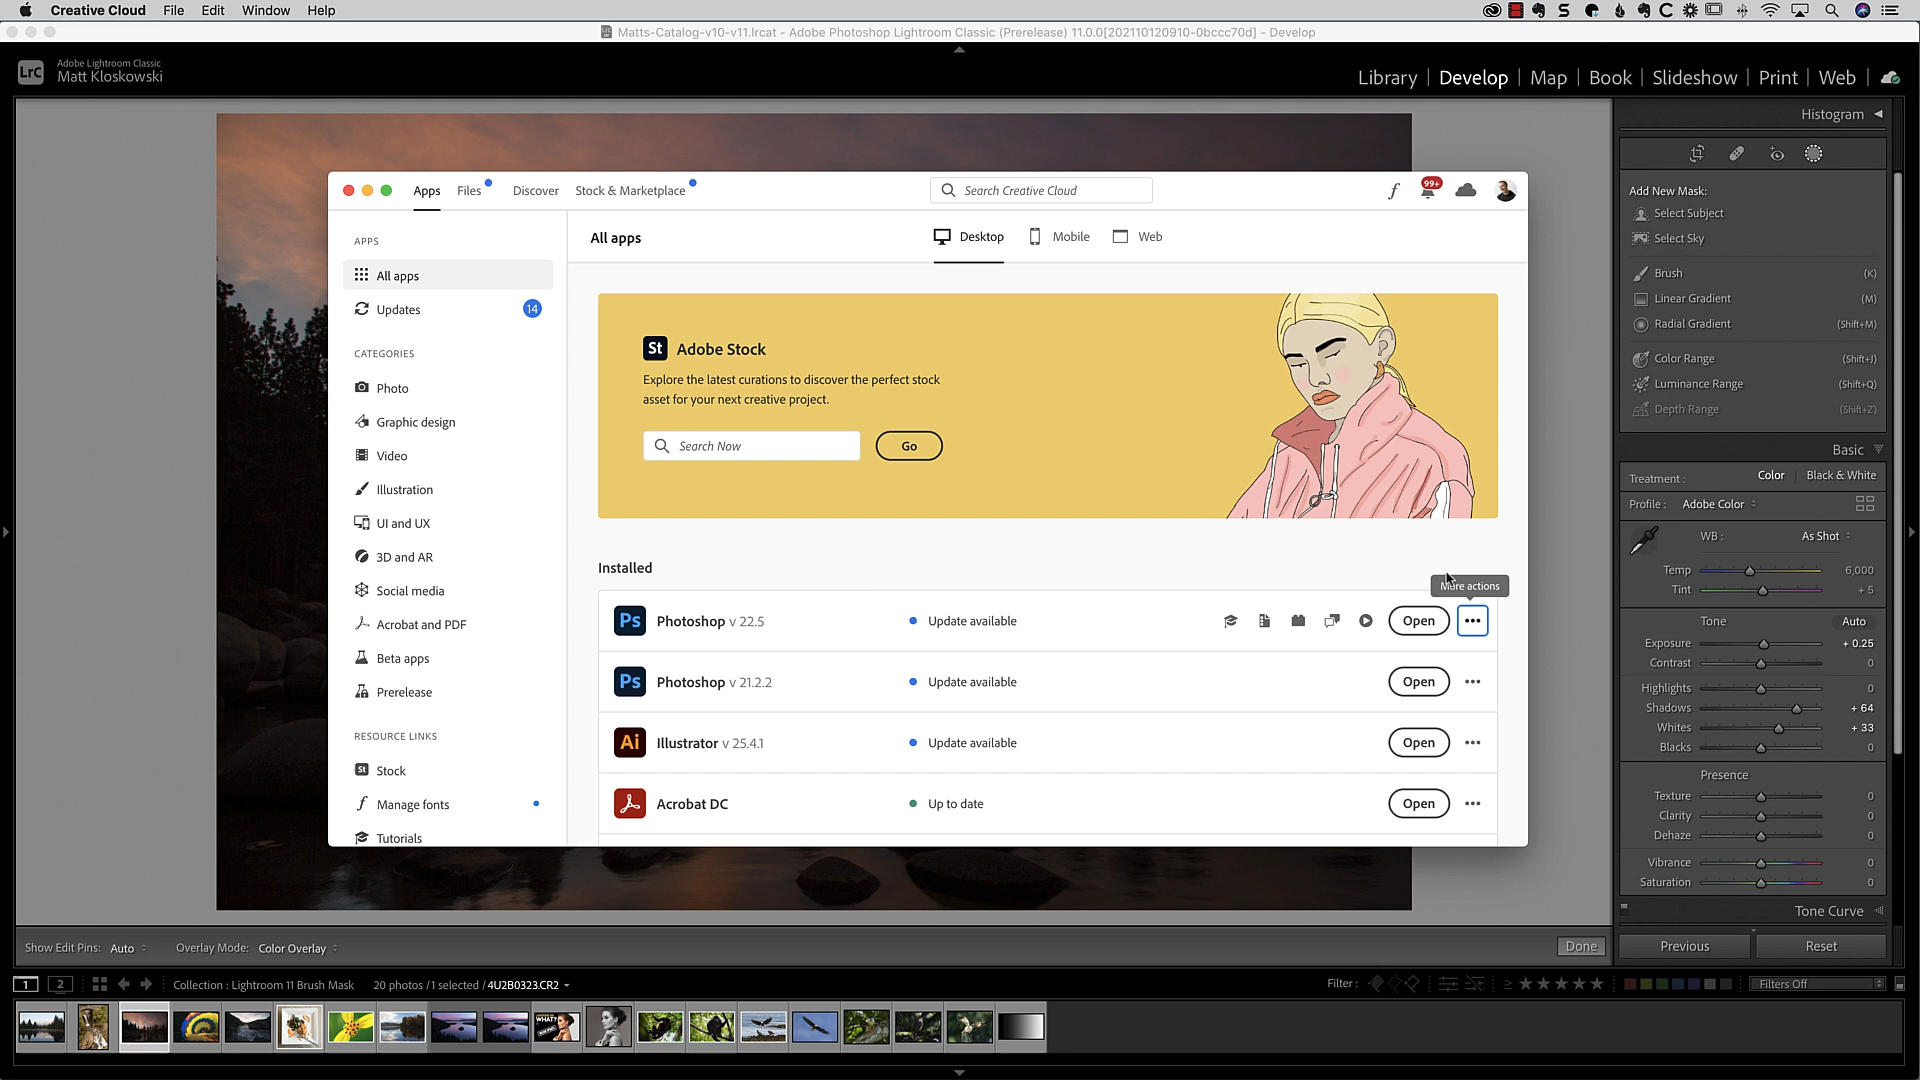 Creative Cloud File Edit Window Help
Matts-Catalog-v10-v11.lrcat - Adobe Photoshop Lightroom Classic (Prerelease) 11.0.0[202110120910-0bccc70d] - Develop
LrC
Adobe Lightroom Classic
Matt Kloskowski
Library Develop Map Book Slideshow Print Web
Apps Files Discover Stock & Marketplace
Search Creative Cloud
99+
APPS
All apps
Updates 14
CATEGORIES
Photo
Graphic design
Video
Illustration
UI and UX
3D and AR
Social media
Acrobat and PDF
Beta apps
Prerelease
RESOURCE LINKS
St Stock
Manage fonts
Tutorials
All apps
Desktop Mobile Web
St Adobe Stock
Explore the latest curations to discover the perfect stock
asset for your next creative project.
Search Now Go
Installed
More actions
Ps Photoshop v 22.5 Update available Open
Ps Photoshop v 21.2.2 Update available Open
Ai Illustrator v 25.4.1 Update available Open
Acrobat DC Up to date Open
Histogram
Add New Mask:
Select Subject
Select Sky
Brush (K)
Linear Gradient (M)
Radial Gradient (Shift+M)
Color Range (Shift+J)
Luminance Range (Shift+Q)
Depth Range (Shift+Z)
Basic
Treatment : Color Black & White
Profile : Adobe Color
WB : As Shot
Temp 6,000
Tint + 5
Tone Auto
Exposure + 0.25
Contrast 0
Highlights 0
Shadows + 64
Whites + 33
Blacks 0
Presence
Texture 0
Clarity 0
Dehaze 0
Vibrance 0
Saturation 0
Tone Curve
Previous Reset
Show Edit Pins: Auto Overlay Mode: Color Overlay Done
1 2 Collection : Lightroom 11 Brush Mask 20 photos / 1 selected / 4U2B0323.CR2 Filter : ≥ Filters Off